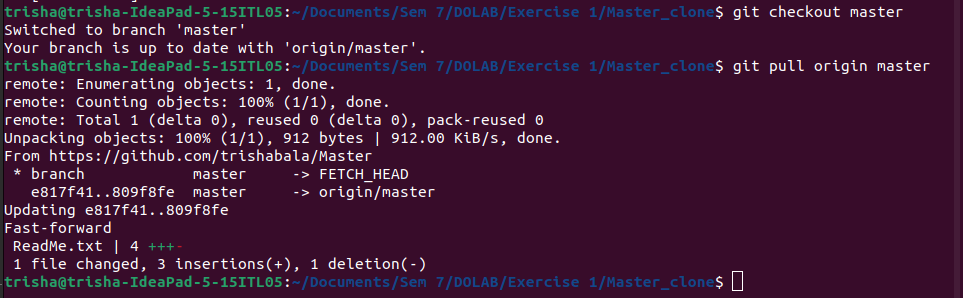 trisha@trisha-IdeaPad-5-15ITL05:~/Documents/Sem 7/DOLAB/Exercise 1/Master_clone$ git checkout master
Switched to branch 'master'
Your branch is up to date with 'origin/master'.
trisha@trisha-IdeaPad-5-15ITL05:~/Documents/Sem 7/DOLAB/Exercise 1/Master_clone$ git pull origin master
remote: Enumerating objects: 1, done.
remote: Counting objects: 100% (1/1), done.
remote: Total 1 (delta 0), reused 0 (delta 0), pack-reused 0
Unpacking objects: 100% (1/1), 912 bytes | 912.00 KiB/s, done.
From https://github.com/trishabala/Master
 * branch            master     -> FETCH_HEAD
   e817f41..809f8fe  master     -> origin/master
Updating e817f41..809f8fe
Fast-forward
 ReadMe.txt | 4 +++-
 1 file changed, 3 insertions(+), 1 deletion(-)
trisha@trisha-IdeaPad-5-15ITL05:~/Documents/Sem 7/DOLAB/Exercise 1/Master_clone$